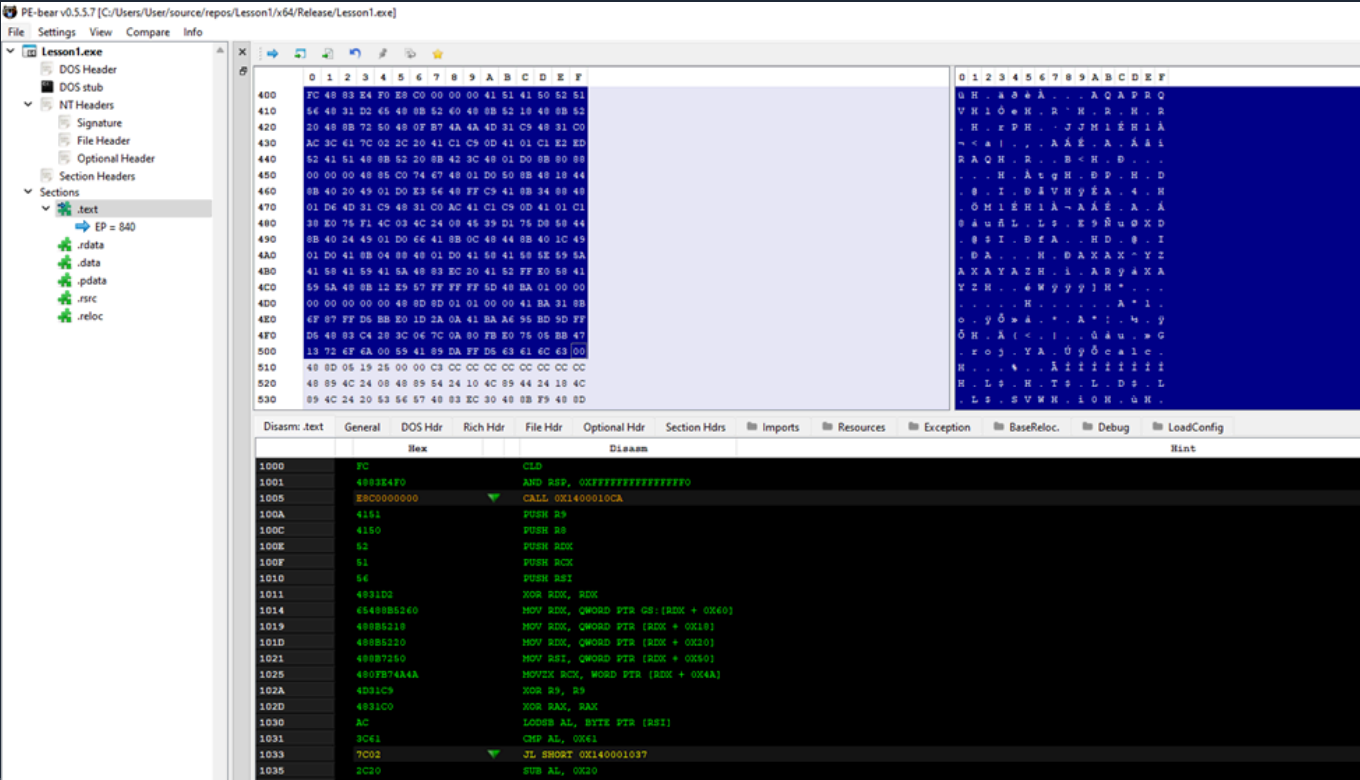 PE-bear v0.5.5.7 [C:/Users/User/source/repos/Lesson1/x64/Release/Lesson1.exe]
File Settings View Compare Info
Lesson1.exe
DOS Header
DOS stub
NT Headers
Signature
File Header
Optional Header
Section Headers
Sections
.text
EP = 840
.rdata
.data
.pdata
.rsrc
.reloc
0 1 2 3 4 5 6 7 8 9 A B C D E F
400 FC 48 83 E4 F0 E8 C0 00 00 00 41 51 41 50 52 51
410 56 48 31 D2 65 48 8B 52 60 48 8B 52 18 48 8B 52
420 20 48 8B 72 50 48 0F B7 4A 4A 4D 31 C9 48 31 C0
430 AC 3C 61 7C 02 2C 20 41 C1 C9 0D 41 01 C1 E2 ED
440 52 41 51 48 8B 52 20 8B 42 3C 48 01 D0 8B 80 88
450 00 00 00 48 85 C0 74 67 48 01 D0 50 8B 48 18 44
460 8B 40 20 49 01 D0 E3 56 48 FF C9 41 8B 34 88 48
470 01 D6 4D 31 C9 48 31 C0 AC 41 C1 C9 0D 41 01 C1
480 38 E0 75 F1 4C 03 4C 24 08 45 39 D1 75 D8 58 44
490 8B 40 24 49 01 D0 66 41 8B 0C 48 44 8B 40 1C 49
4A0 01 D0 41 8B 04 88 48 01 D0 41 58 41 58 5E 59 5A
4B0 41 58 41 59 41 5A 48 83 EC 20 41 52 FF E0 58 41
4C0 59 5A 48 8B 12 E9 57 FF FF FF 5D 48 BA 01 00 00
4D0 00 00 00 00 00 48 8D 8D 01 01 00 00 41 BA 31 8B
4E0 6F 87 FF D5 BB E0 1D 2A 0A 41 BA A6 95 BD 9D FF
4F0 D5 48 83 C4 28 3C 06 7C 0A 80 FB E0 75 05 BB 47
500 13 72 6F 6A 00 59 41 89 DA FF D5 63 61 6C 63 00
510 48 8D 05 19 25 00 00 C3 CC CC CC CC CC CC CC CC
520 48 89 4C 24 08 48 89 54 24 10 4C 89 44 24 18 4C
530 89 4C 24 20 53 56 57 48 83 EC 30 48 8B F9 48 8D
0 1 2 3 4 5 6 7 8 9 A B C D E F
Disasm: .text General DOS Hdr Rich Hdr File Hdr Optional Hdr Section Hdrs Imports Resources Exception BaseReloc. Debug LoadConfig
Hex Disasm Hint
1000 FC CLD
1001 4883E4F0 AND RSP, 0XFFFFFFFFFFFFFFF0
1005 E8C0000000 CALL 0X1400010CA
100A 4151 PUSH R9
100C 4150 PUSH R8
100E 52 PUSH RDX
100F 51 PUSH RCX
1010 56 PUSH RSI
1011 4831D2 XOR RDX, RDX
1014 65488B5260 MOV RDX, QWORD PTR GS:[RDX + 0X60]
1019 488B5218 MOV RDX, QWORD PTR [RDX + 0X18]
101D 488B5220 MOV RDX, QWORD PTR [RDX + 0X20]
1021 488B7250 MOV RSI, QWORD PTR [RDX + 0X50]
1025 480FB74A4A MOVZX RCX, WORD PTR [RDX + 0X4A]
102A 4D31C9 XOR R9, R9
102D 4831C0 XOR RAX, RAX
1030 AC LODSB AL, BYTE PTR [RSI]
1031 3C61 CMP AL, 0X61
1033 7C02 JL SHORT 0X140001037
1035 2C20 SUB AL, 0X20